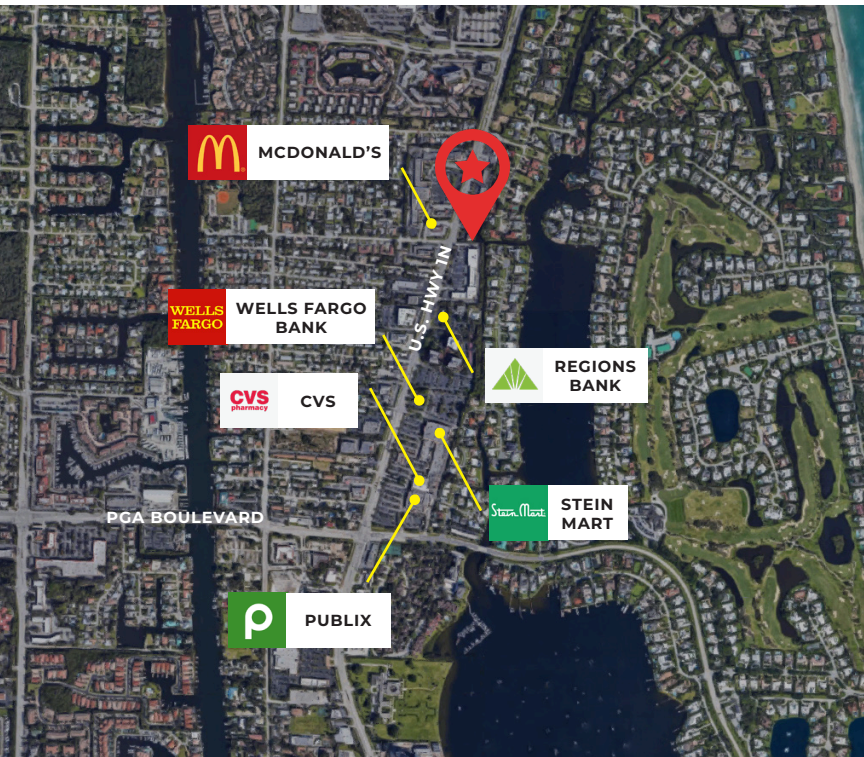 MCDONALD'S
U.S. HWY 1N
WELLS
FARGO
WELLS FARGO
BANK
REGIONS
BANK
CVS
pharmacy
CVS
Stein Mart
STEIN
MART
PGA BOULEVARD
PUBLIX